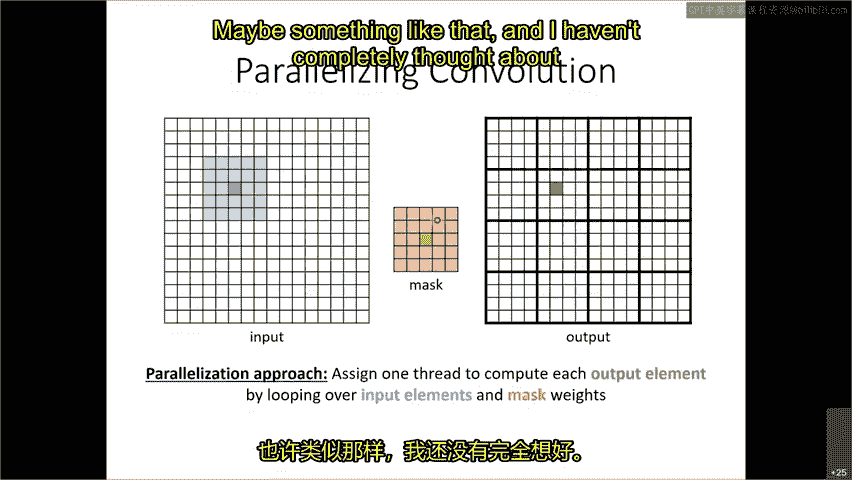 Maybe something like that, and I haven't
completely thought about
Parallelizing Convolution
input
mask
output
Parallelization approach: Assign one thread to compute each output element
by looping over input elements and mask weights
也许类似那样，我还没有完全想好。
+25